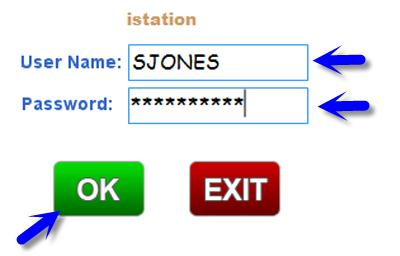 istation
User Name: SJONES
Password: **********
OK EXIT